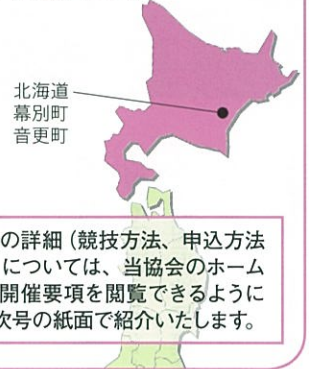 北海道
幕別町
音更町
の詳細（競技方法、申込方法
については、当協会のホーム
開催要項を閲覧できるように
次号の紙面で紹介いたします。